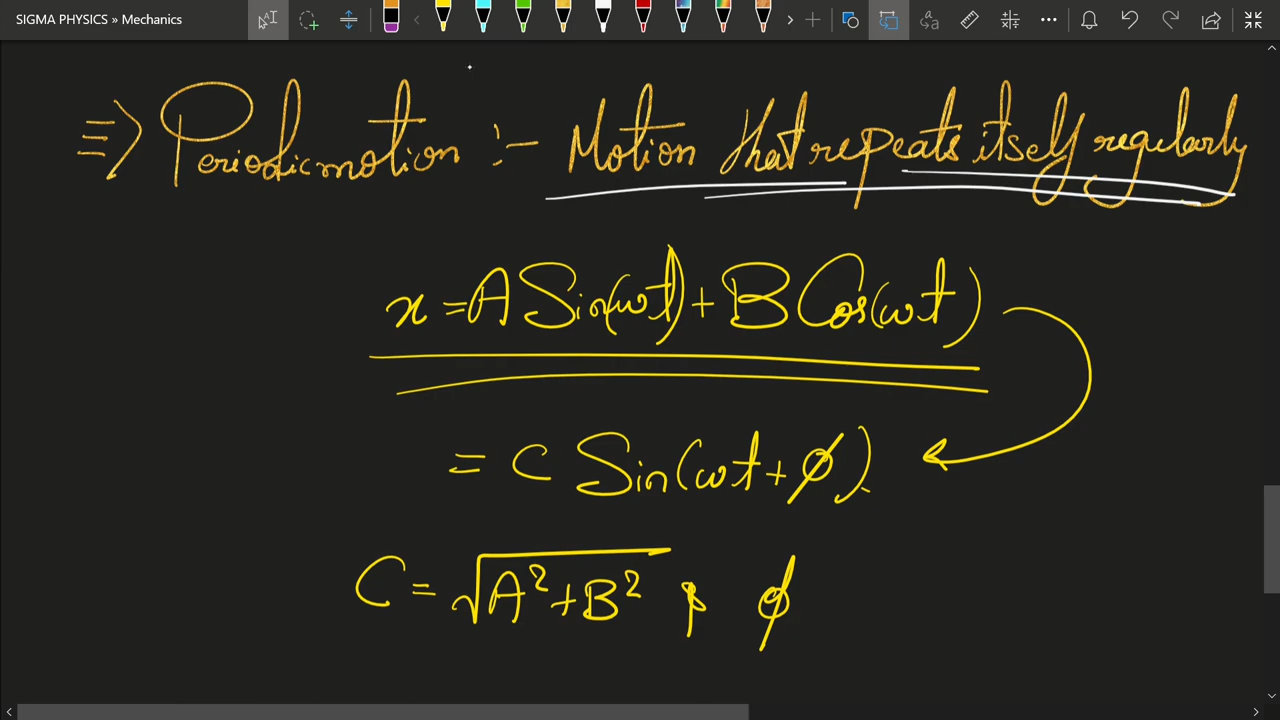 SIGMA PHYSICS » Mechanics
⇒ Periodic motion :- Motion that repeats itself regularly
x = A Sin(ωt) + B Cos(ωt)
= C Sin(ωt + ϕ)
C = √A² + B² ϕ